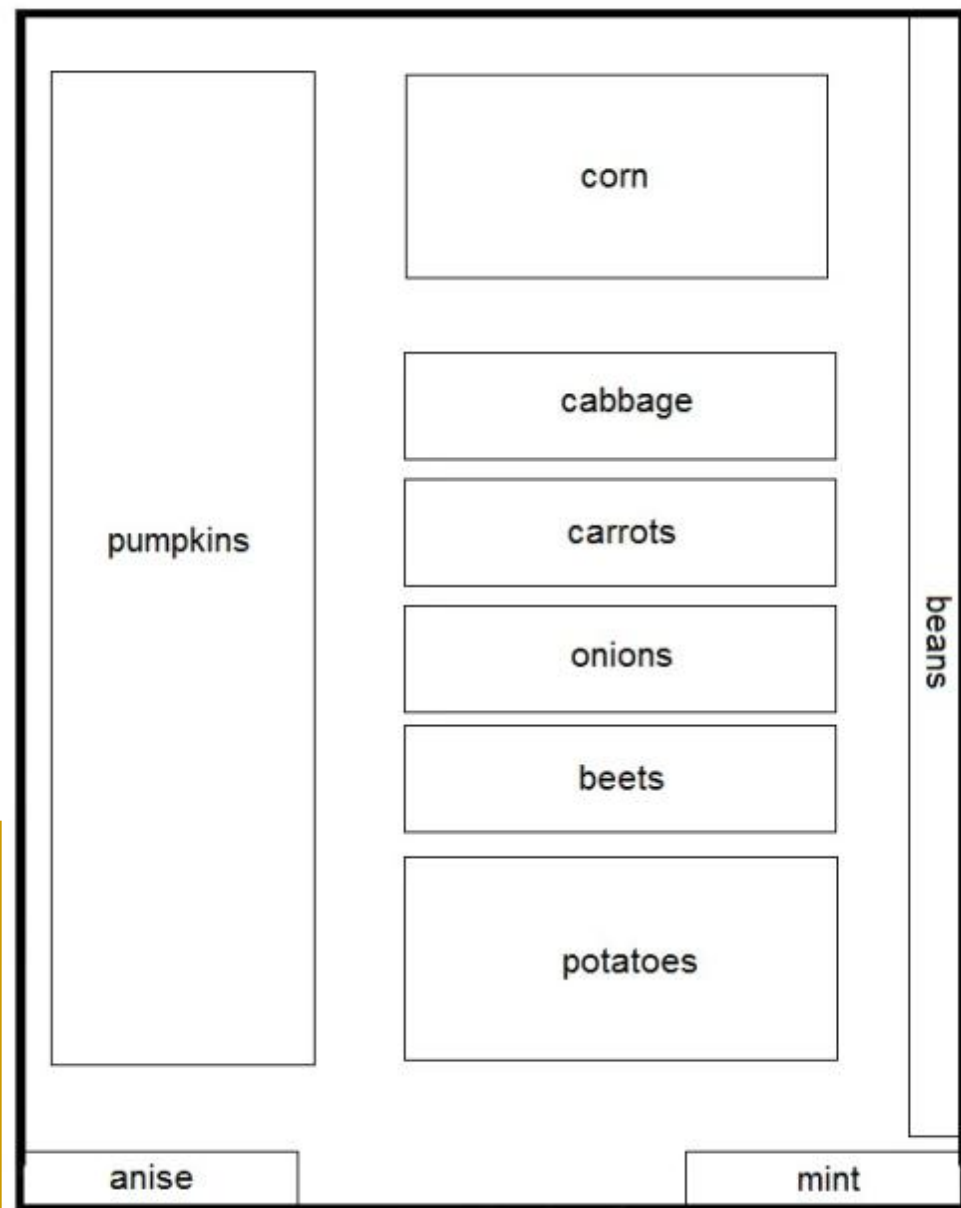 corn
cabbage
carrots
pumpkins
onions
beans
beets
potatoes
anise
mint